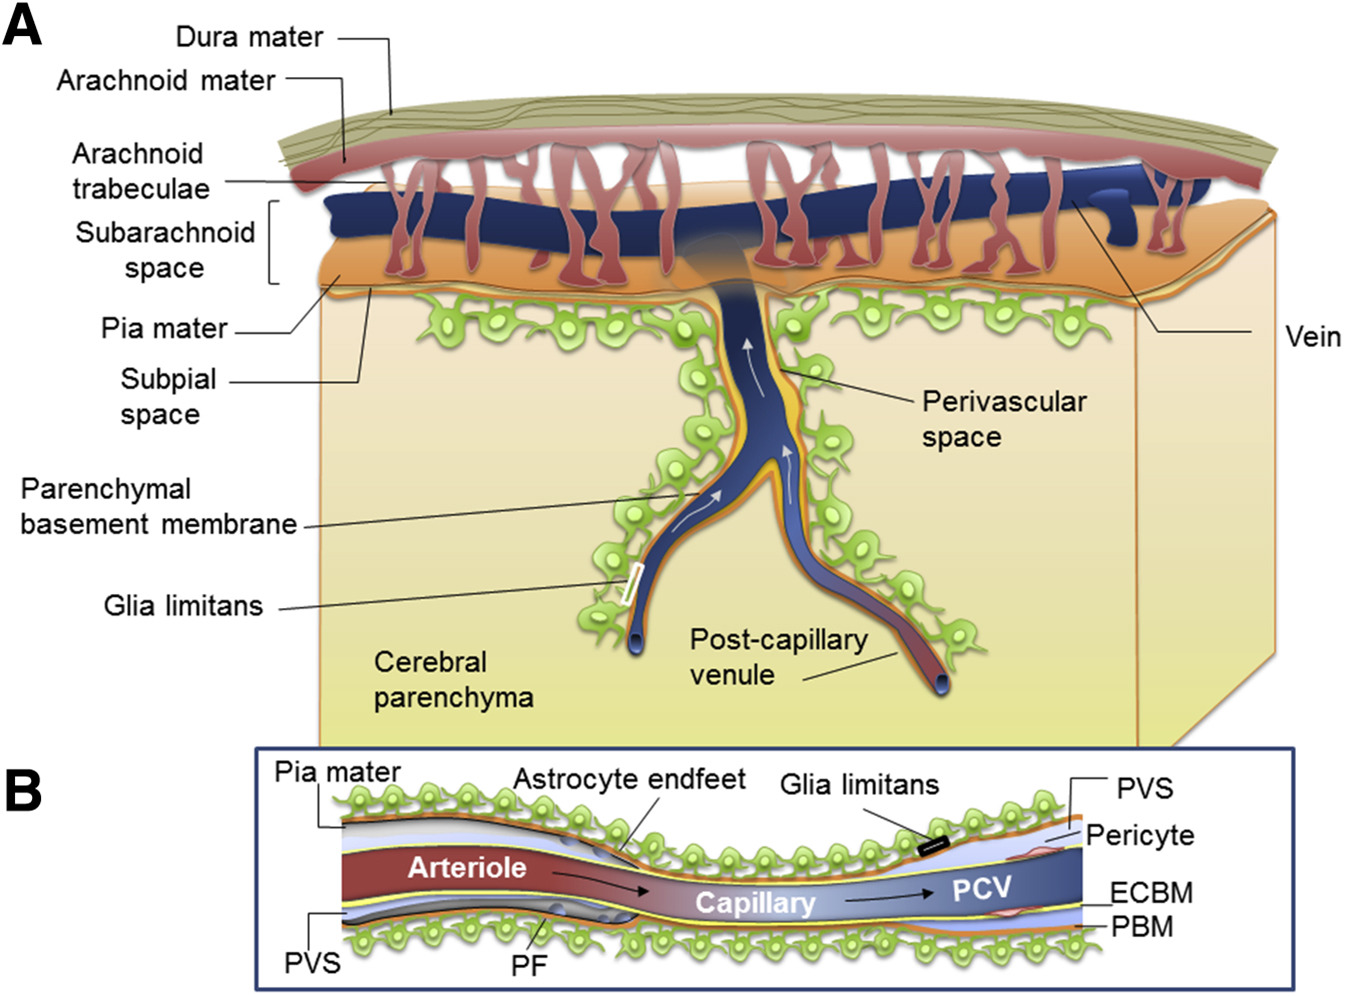 A
Dura mater
Arachnoid mater
Arachnoid
trabeculae
Subarachnoid
space
Pia mater
Subpial
space
Vein
Perivascular
space
Parenchymal
basement membrane
Glia limitans
Post-capillary
venule
Cerebral
parenchyma
B
Pia mater
Astrocyte endfeet
Glia limitans
PVS
Pericyte
Arteriole
Capillary
PCV
ECBM
PBM
PVS
PF